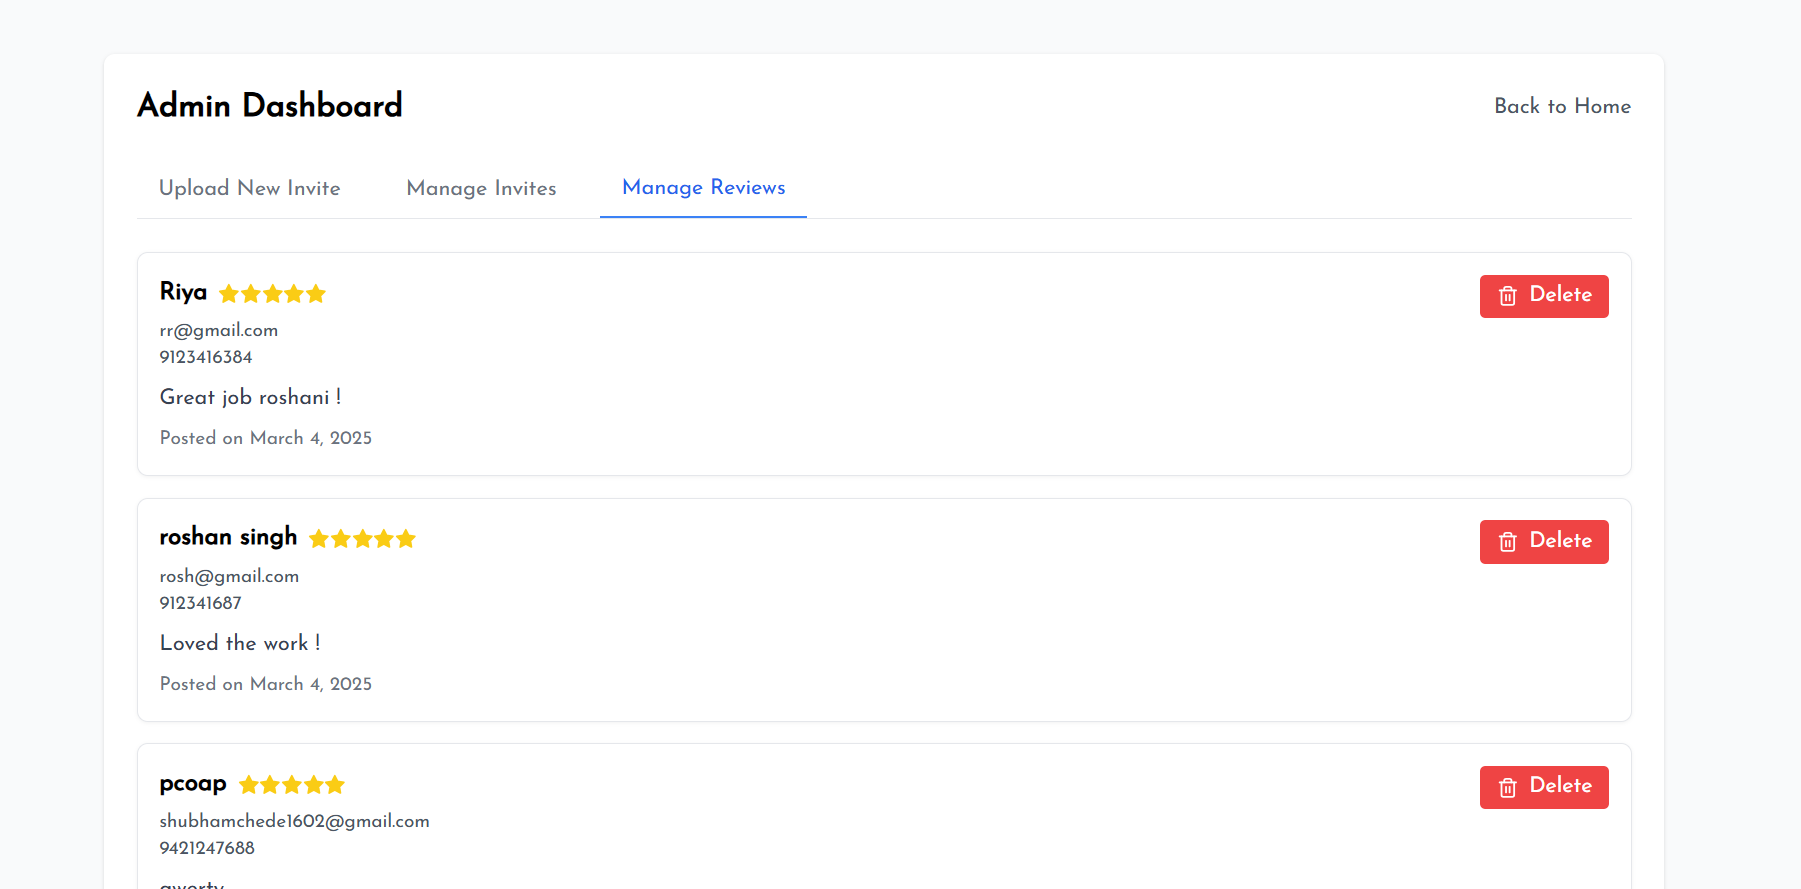 Admin Dashboard
Back to Home
Upload New Invite Manage Invites Manage Reviews
Riya
Delete
rr@gmail.com
9123416384
Great job roshani !
Posted on March 4, 2025
roshan singh
Delete
rosh@gmail.com
912341687
Loved the work !
Posted on March 4, 2025
pcoap
Delete
shubhamchede1602@gmail.com
9421247688
qwerty